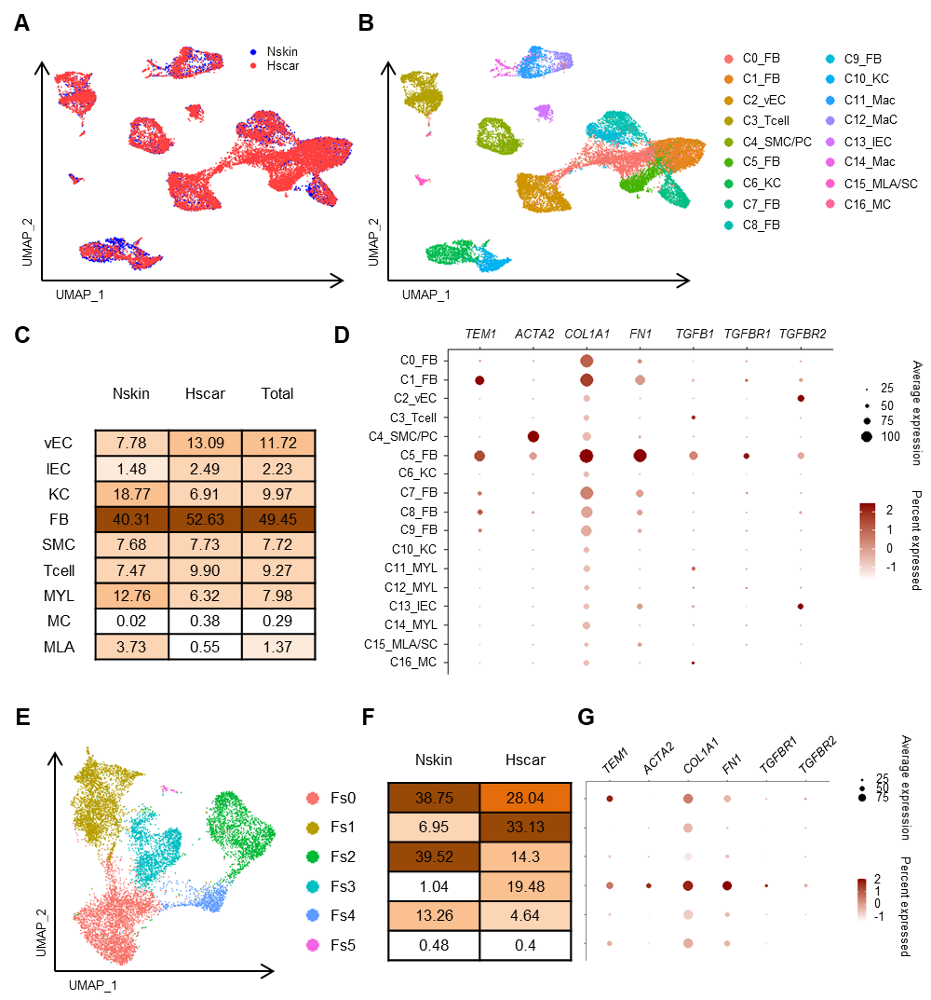 A
Nskin
Hscar
UMAP_2
UMAP_1
B
UMAP_2
UMAP_1
C0_FB
C1_FB
C2_vEC
C3_Tcell
C4_SMC/PC
C5_FB
C6_KC
C7_FB
C8_FB
C9_FB
C10_KC
C11_Mac
C12_MaC
C13_IEC
C14_Mac
C15_MLA/SC
C16_MC
C
Nskin Hscar Total
vEC 7.78 13.09 11.72
IEC 1.48 2.49 2.23
KC 18.77 6.91 9.97
FB 40.31 52.63 49.45
SMC 7.68 7.73 7.72
Tcell 7.47 9.90 9.27
MYL 12.76 6.32 7.98
MC 0.02 0.38 0.29
MLA 3.73 0.55 1.37
D
TEM1 ACTA2 COL1A1 FN1 TGFB1 TGFBR1 TGFBR2
C0_FB
C1_FB
C2_vEC
C3_Tcell
C4_SMC/PC
C5_FB
C6_KC
C7_FB
C8_FB
C9_FB
C10_KC
C11_MYL
C12_MYL
C13_IEC
C14_MYL
C15_MLA/SC
C16_MC
Average expression
25
50
75
100
Percent expressed
2
1
0
-1
E
UMAP_2
UMAP_1
Fs0
Fs1
Fs2
Fs3
Fs4
Fs5
F
Nskin Hscar
38.75 28.04
6.95 33.13
39.52 14.3
1.04 19.48
13.26 4.64
0.48 0.4
G
TEM1 ACTA2 COL1A1 FN1 TGFBR1 TGFBR2
Average expression
25
50
75
Percent expressed
2
1
0
-1